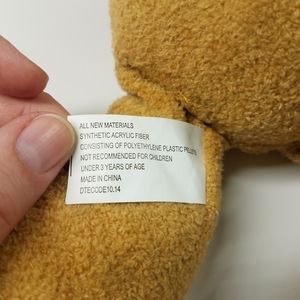 ALL NEW MATERIALS
SYNTHETIC ACRYLIC FIBER
CONSISTING OF POLYETHYLENE PLASTIC PELLETS
NOT RECOMMENDED FOR CHILDREN
UNDER 3 YEARS OF AGE
MADE IN CHINA
DTECODE10.14